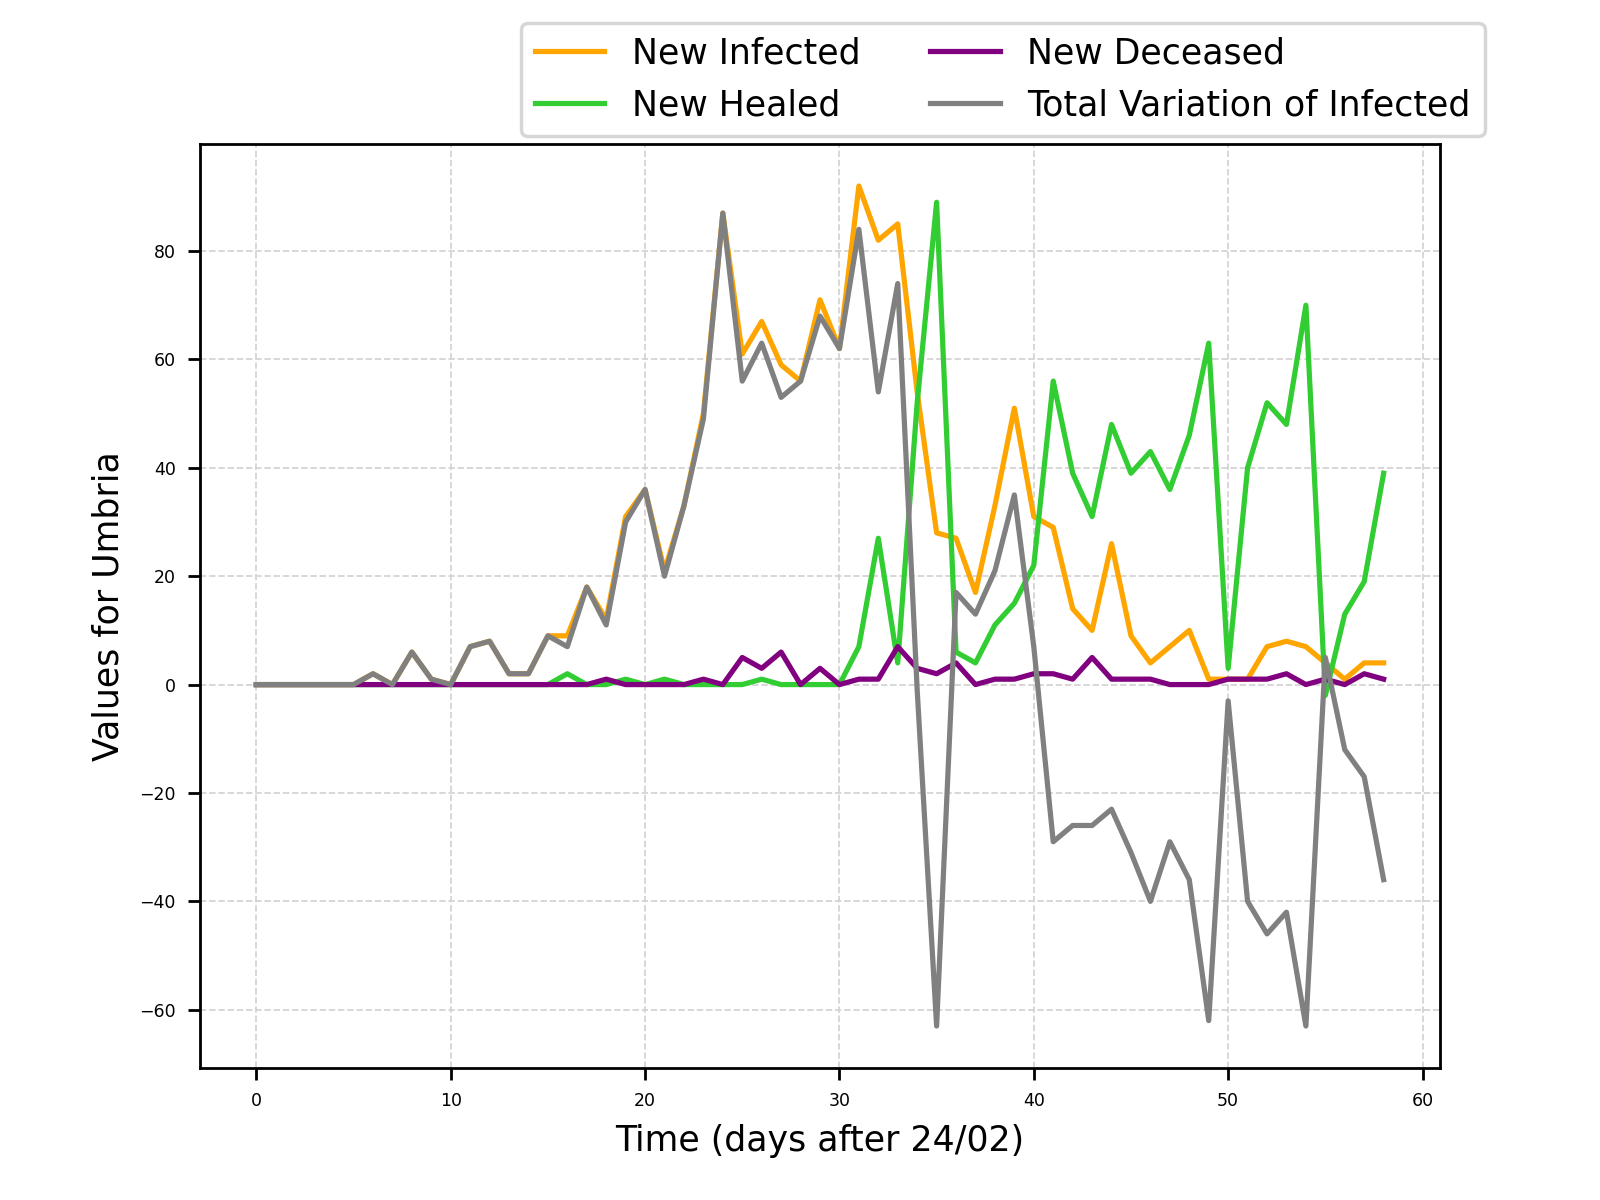 New Infected
New Healed
New Deceased
Total Variation of Infected
80
60
40
20
0
−20
−40
−60
Values for Umbria
0 10 20 30 40 50 60
Time (days after 24/02)